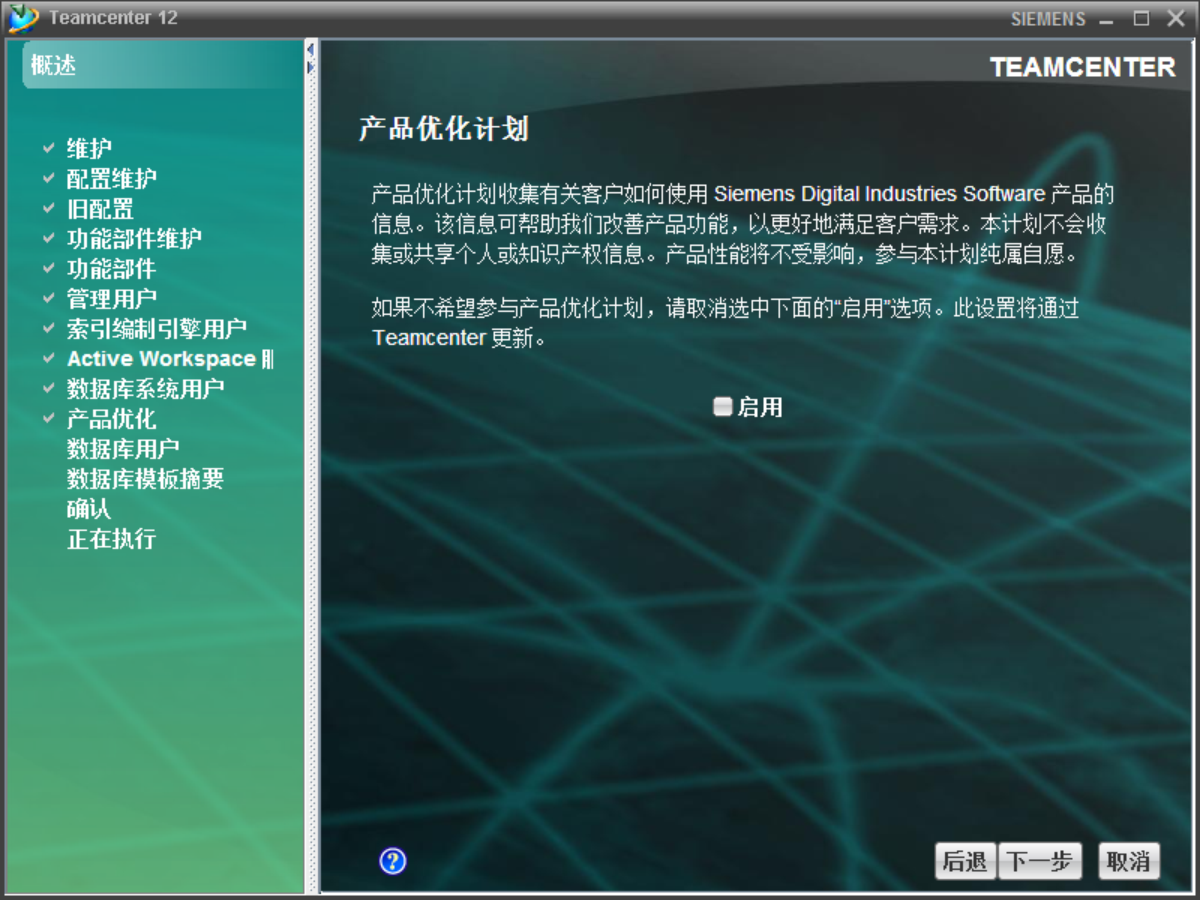 Teamcenter 12
SIEMENS
概述
维护
配置维护
旧配置
功能部件维护
功能部件
管理用户
索引编制引擎用户
Active Workspace
数据库系统用户
产品优化
数据库用户
数据库模板摘要
确认
正在执行
TEAMCENTER
产品优化计划
产品优化计划收集有关客户如何使用 Siemens Digital Industries Software 产品的
信息。该信息可帮助我们改善产品功能，以更好地满足客户需求。本计划不会收
集或共享个人或知识产权信息。产品性能将不受影响，参与本计划纯属自愿。
如果不希望参与产品优化计划，请取消选中下面的“启用”选项。此设置将通过
Teamcenter 更新。
启用
?
后退
下一步
取消